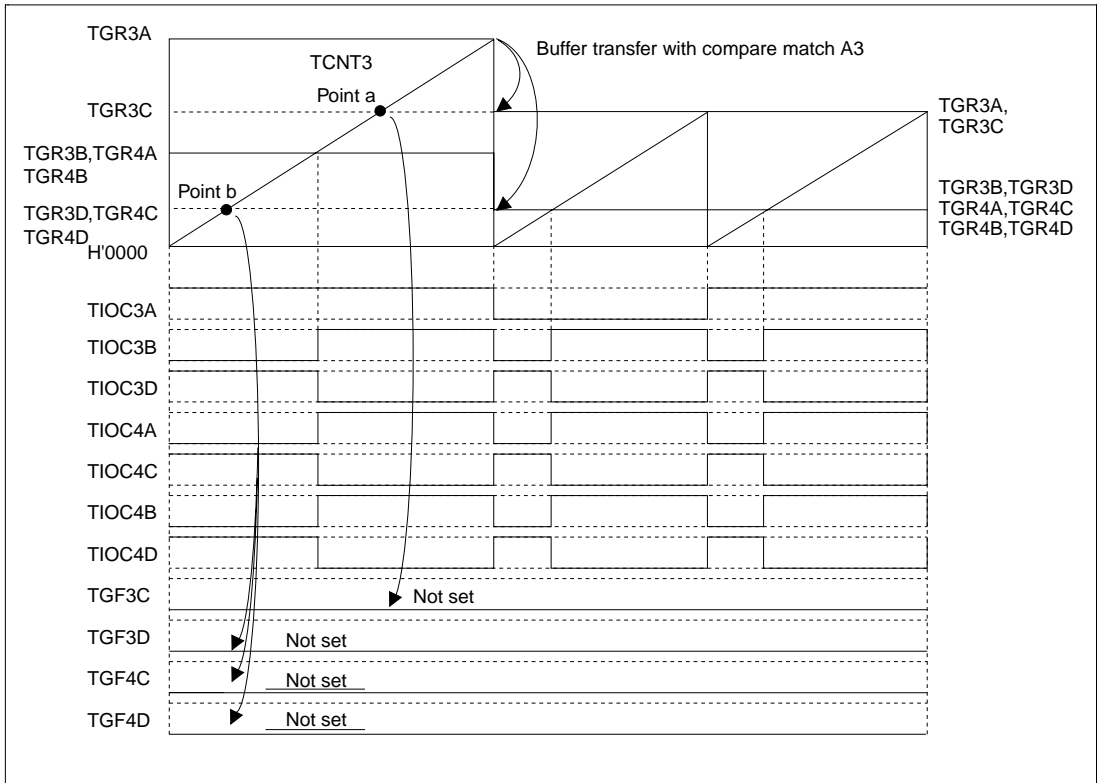 TGR3A
Buffer transfer with compare match A3
TCNT3
Point a
TGR3C
TGR3A,
TGR3C
TGR3B,TGR4A
TGR4B
Point b
TGR3D,TGR4C
TGR4D
H'0000
TGR3B,TGR3D
TGR4A,TGR4C
TGR4B,TGR4D
TIOC3A
TIOC3B
TIOC3D
TIOC4A
TIOC4C
TIOC4B
TIOC4D
TGF3C
Not set
TGF3D
Not set
TGF4C
Not set
TGF4D
Not set